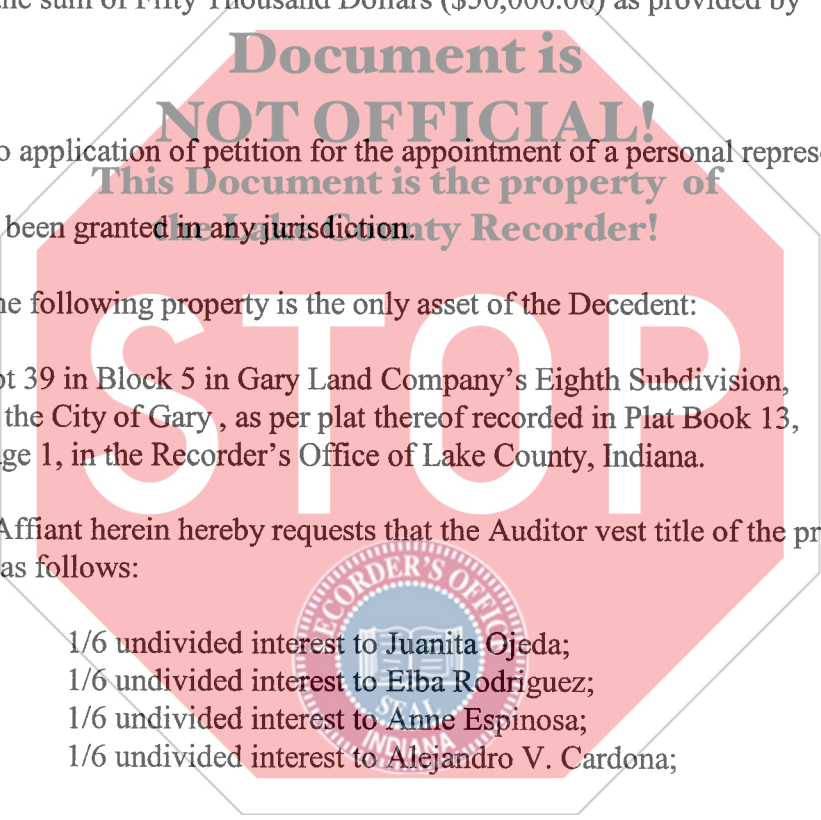 the sum of Fifty Thousand Dollars ($50,000.00) as provided by
Document is
NOT OFFICIAL!
o application of petition for the appointment of a personal repres
This Document is the property of
been granted in any jurisdiction.
the Lake County Recorder!
ne following property is the only asset of the Decedent:
STOP
ot 39 in Block 5 in Gary Land Company's Eighth Subdivision,
the City of Gary , as per plat thereof recorded in Plat Book 13,
ge 1, in the Recorder's Office of Lake County, Indiana.
Affiant herein hereby requests that the Auditor vest title of the pr
as follows:
RECORDER'S OFFICE
1/6 undivided interest to Juanita Ojeda;
1/6 undivided interest to Elba Rodriguez;
1/6 undivided interest to Anne Espinosa;
SEAL
INDIANA
1/6 undivided interest to Alejandro V. Cardona;